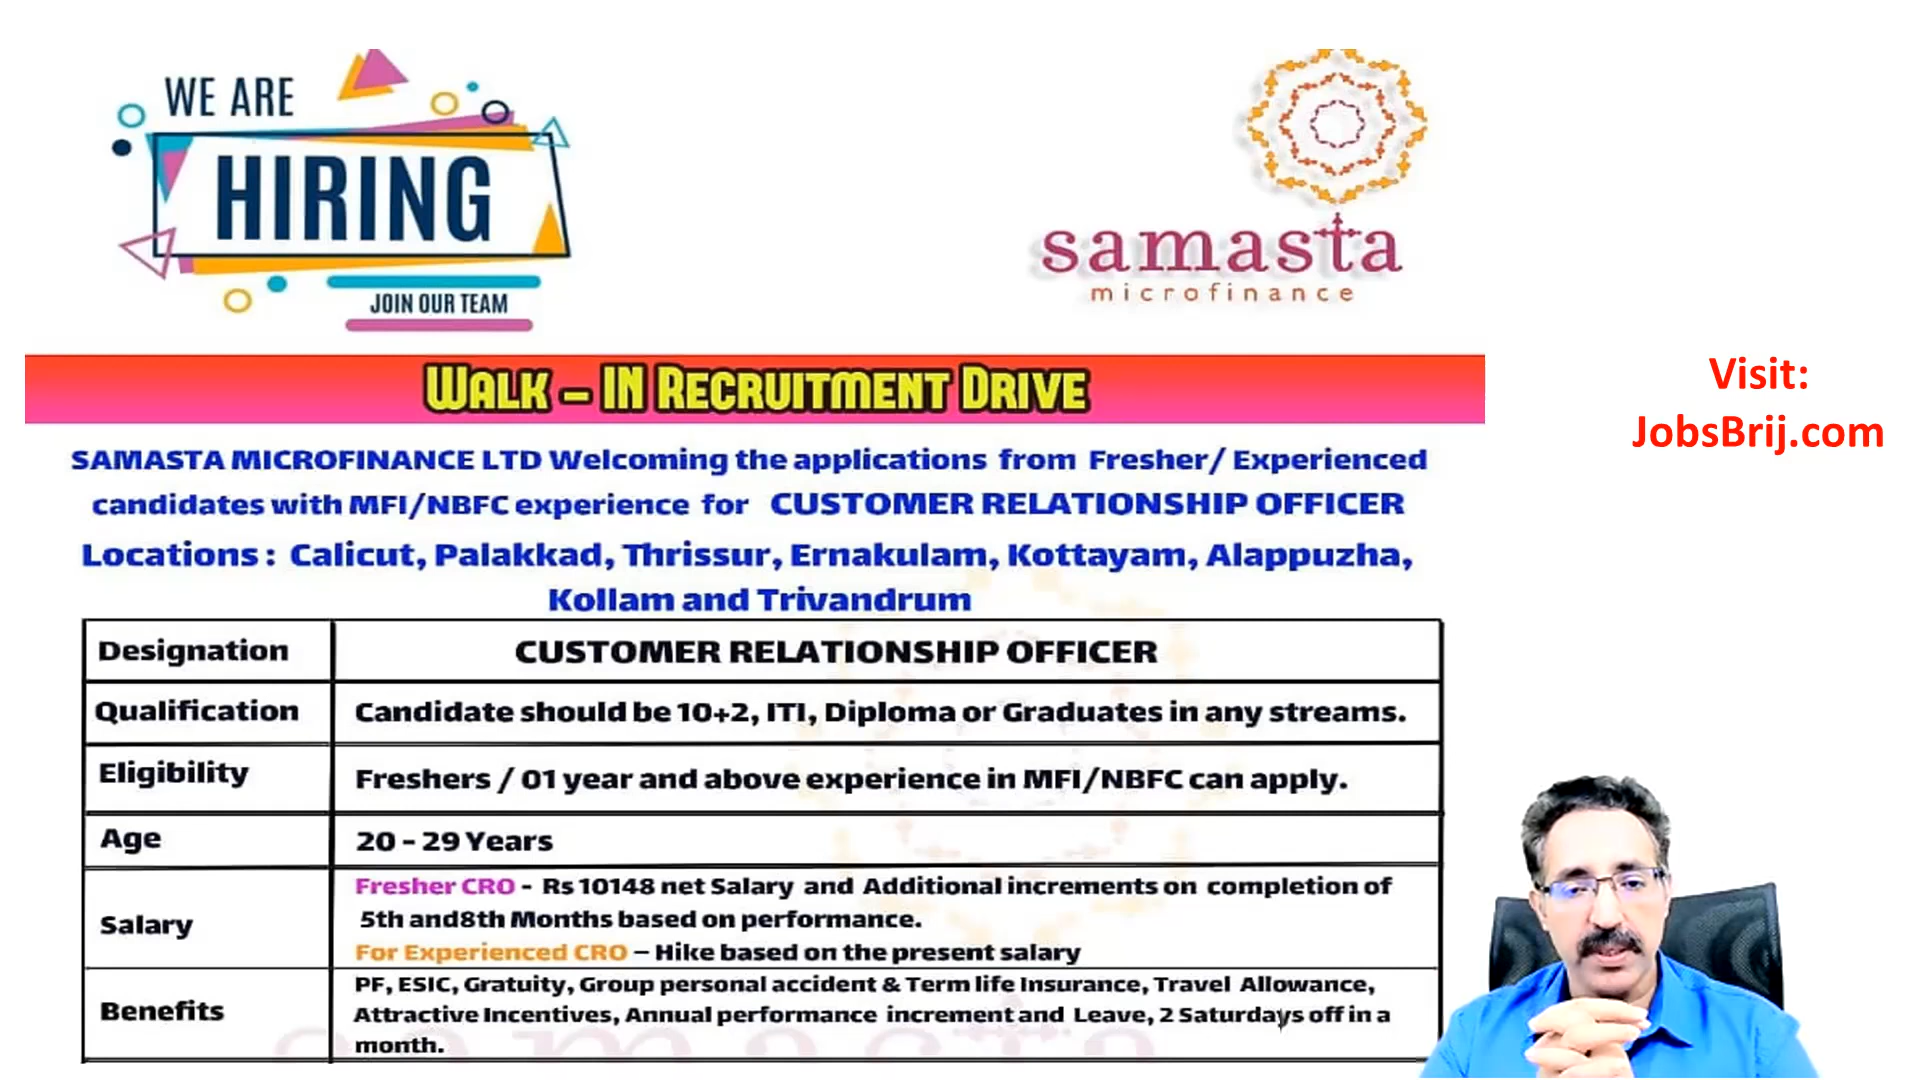 WE ARE
HIRING
JOIN OUR TEAM
samasta
microfinance
WALK – IN RECRUITMENT DRIVE
Visit:
JobsBrij.com
SAMASTA MICROFINANCE LTD Welcoming the applications from Fresher/ Experienced
candidates with MFI/NBFC experience for CUSTOMER RELATIONSHIP OFFICER
Locations : Calicut, Palakkad, Thrissur, Ernakulam, Kottayam, Alappuzha,
Kollam and Trivandrum
Designation CUSTOMER RELATIONSHIP OFFICER
Qualification Candidate should be 10+2, ITI, Diploma or Graduates in any streams.
Eligibility Freshers / 01 year and above experience in MFI/NBFC can apply.
Age 20 - 29 Years
Salary Fresher CRO - Rs 10148 net Salary and Additional increments on completion of
5th and8th Months based on performance.
For Experienced CRO – Hike based on the present salary
Benefits PF, ESIC, Gratuity, Group personal accident & Term life Insurance, Travel Allowance,
Attractive Incentives, Annual performance increment and Leave, 2 Saturdays off in a
month.